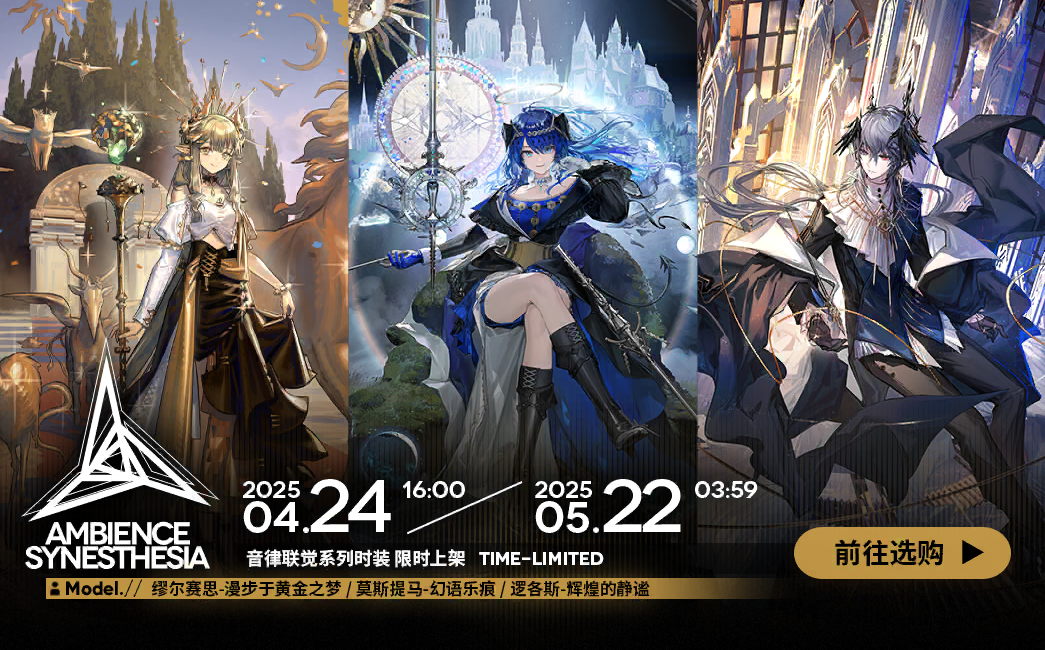 AMBIENCE
SYNESTHESIA
2025
04.24 16:00
2025
05.22 03:59
音律联觉系列时装 限时上架 TIME-LIMITED
Model.// 缪尔赛思-漫步于黄金之梦 / 莫斯提马-幻语乐痕 / 逻各斯-辉煌的静谧
前往选购